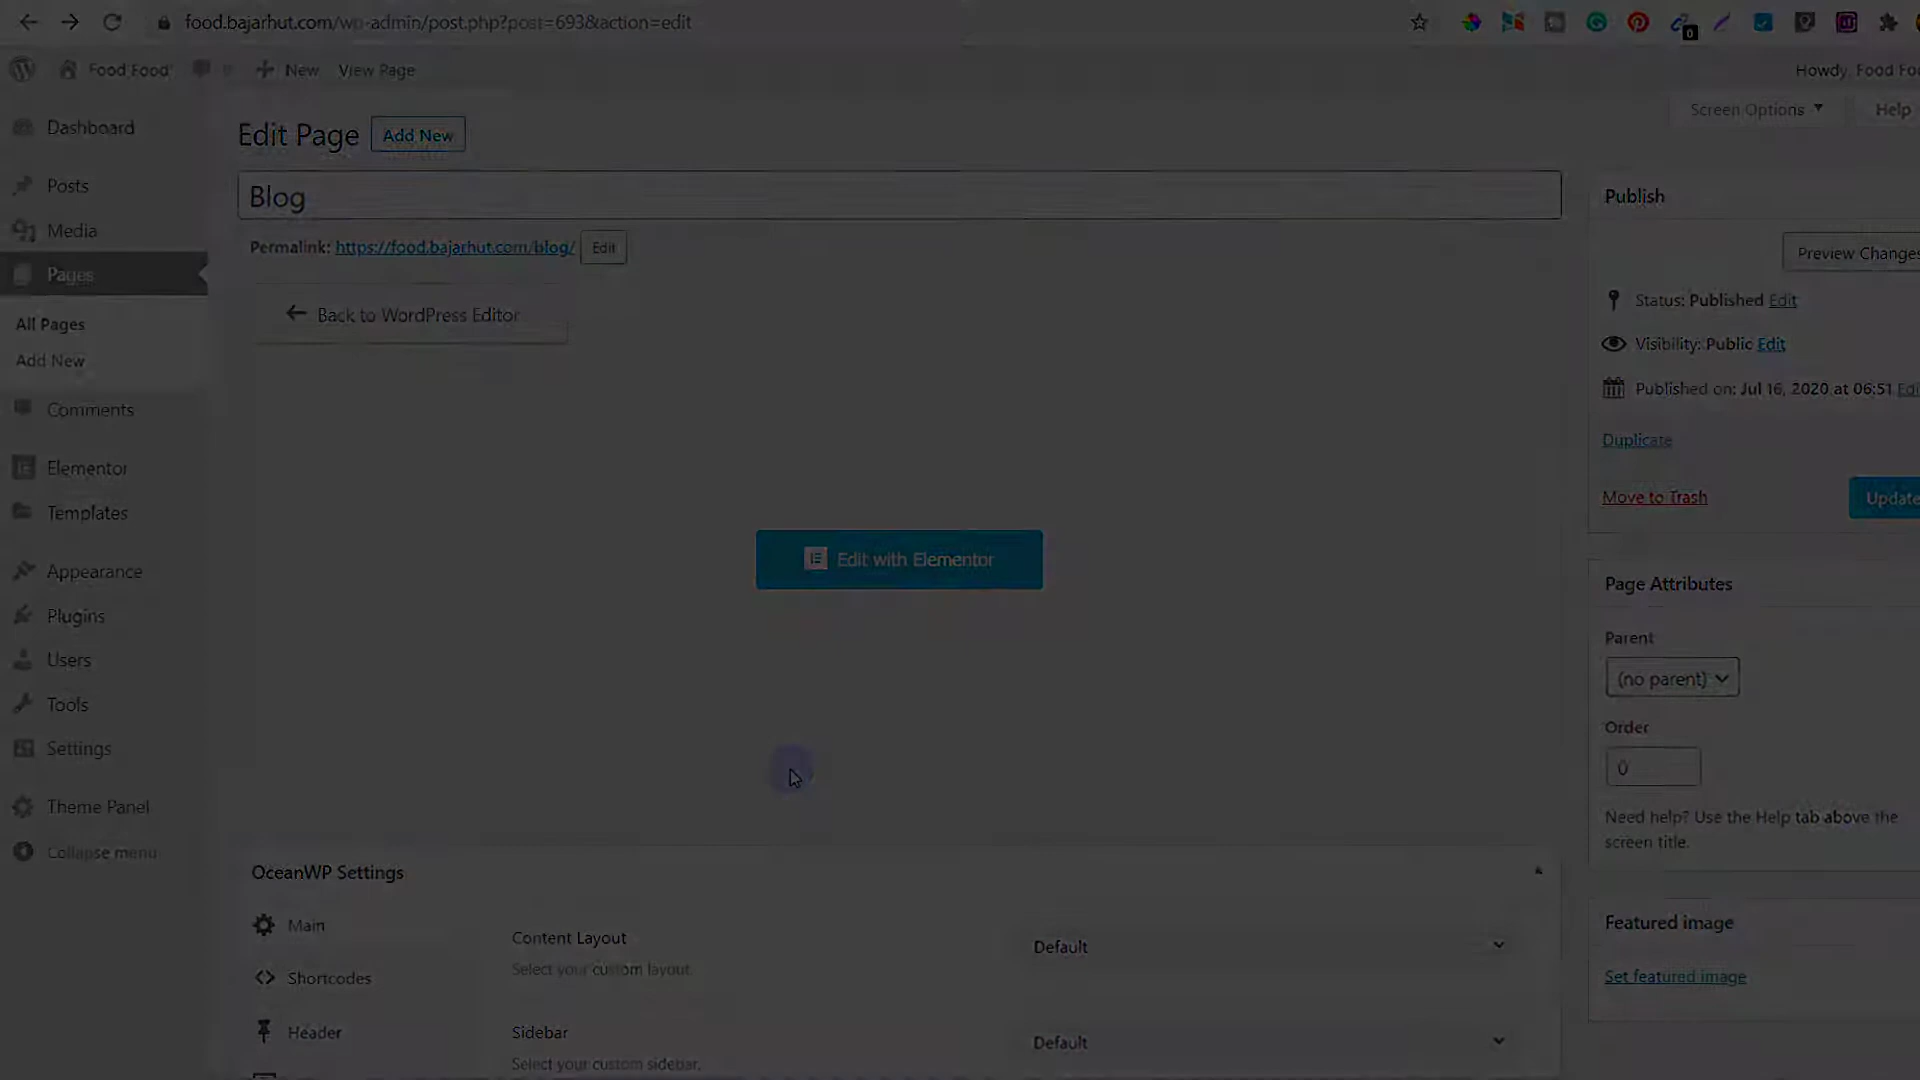 food.bajarhut.com/wp-admin/post.php?post=693&action=edit
0
Food Food
New
View Page
Howdy, Food
Screen Options
Help
Dashboard
Posts
Media
Pages
All Pages
Add New
Comments
Elementor
Templates
Appearance
Plugins
Users
Tools
Settings
Theme Panel
Collapse menu
Edit Page
Add New
Blog
Permalink: https://food.bajarhut.com/blog/ Edit
Back to WordPress Editor
Edit with Elementor
OceanWP Settings
Main
Shortcodes
Header
Content Layout
Select your custom layout.
Default
Sidebar
Select your custom sidebar.
Default
Publish
Preview Changes
Status: Published Edit
Visibility: Public Edit
Published on: Jul 16, 2020 at 06:51
Duplicate
Move to Trash
Update
Page Attributes
Parent
(no parent)
Order
0
Need help? Use the Help tab above the
screen title.
Featured image
Set featured image